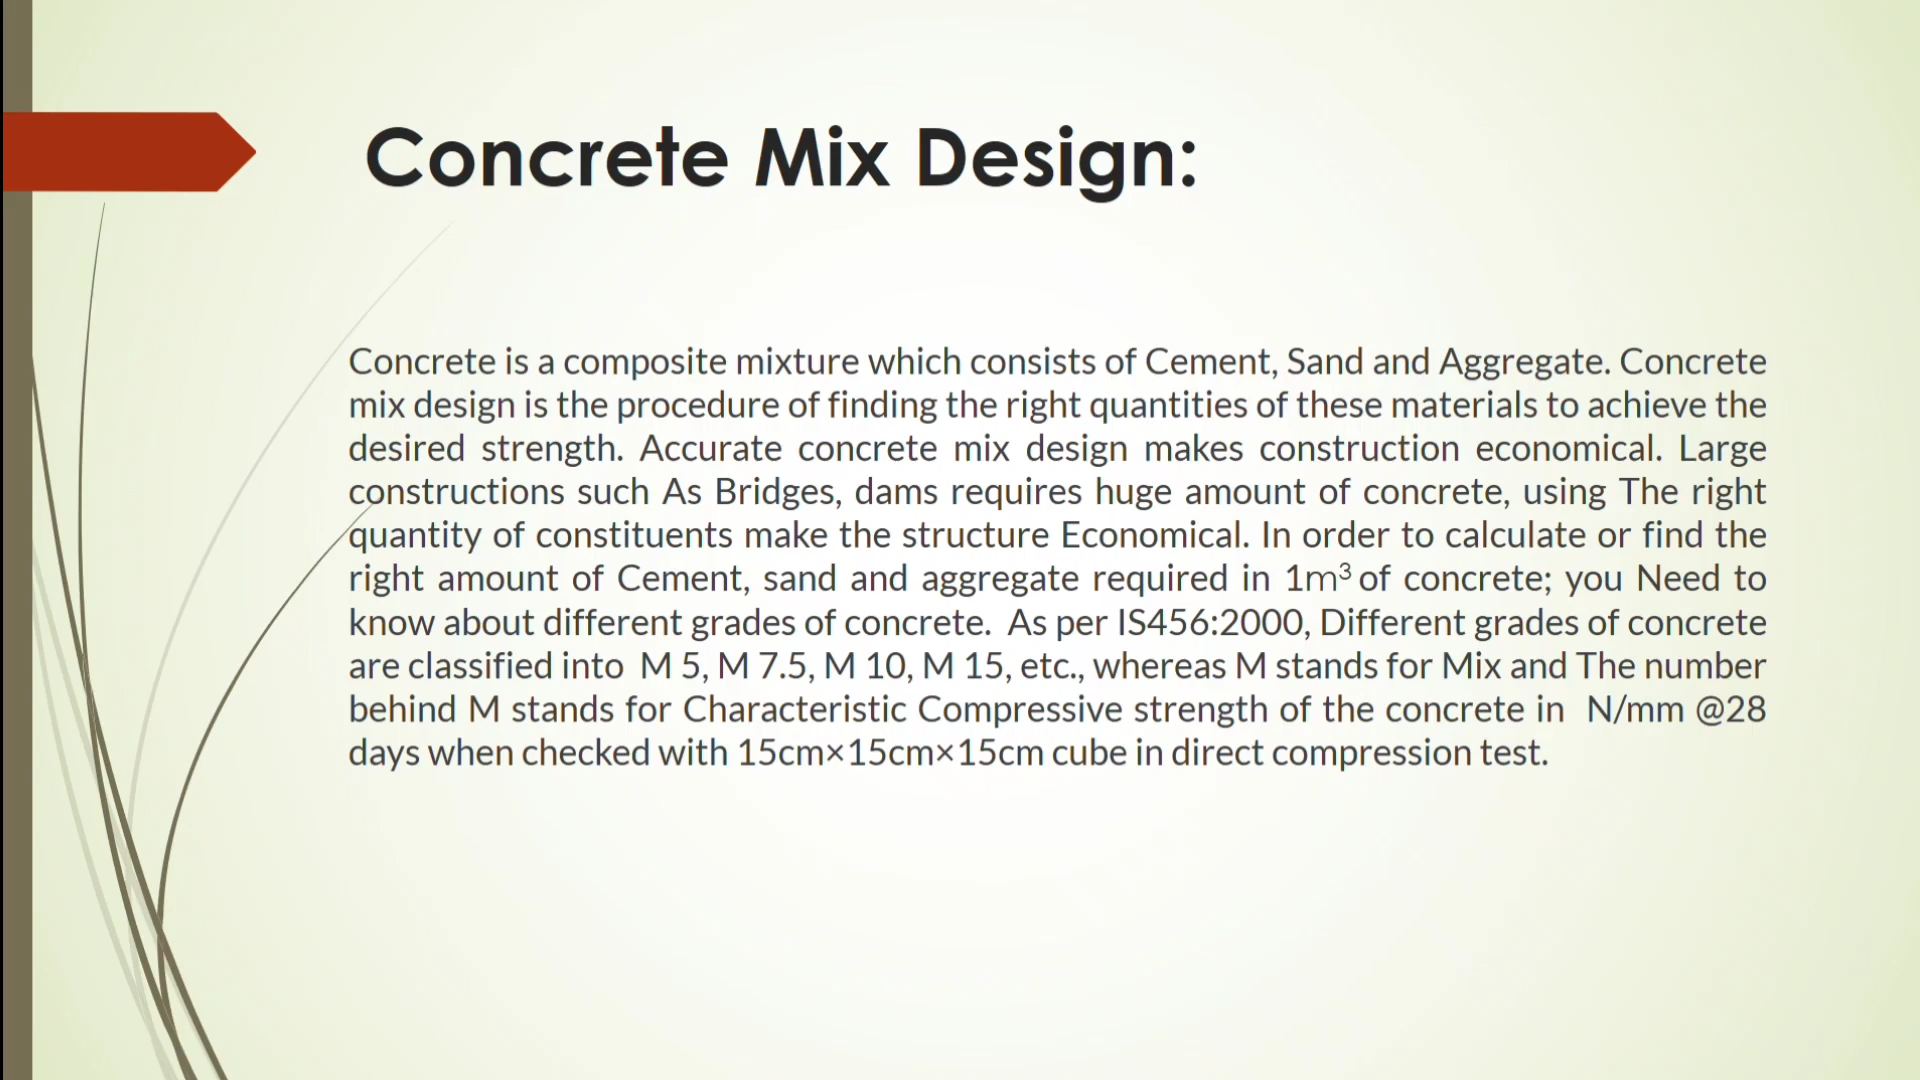 Concrete Mix Design:
Concrete is a composite mixture which consists of Cement, Sand and Aggregate. Concrete
mix design is the procedure of finding the right quantities of these materials to achieve the
desired strength. Accurate concrete mix design makes construction economical. Large
constructions such As Bridges, dams requires huge amount of concrete, using The right
quantity of constituents make the structure Economical. In order to calculate or find the
right amount of Cement, sand and aggregate required in 1m³ of concrete; you Need to
know about different grades of concrete. As per IS456:2000, Different grades of concrete
are classified into M 5, M 7.5, M 10, M 15, etc., whereas M stands for Mix and The number
behind M stands for Characteristic Compressive strength of the concrete in N/mm @28
days when checked with 15cm×15cm×15cm cube in direct compression test.